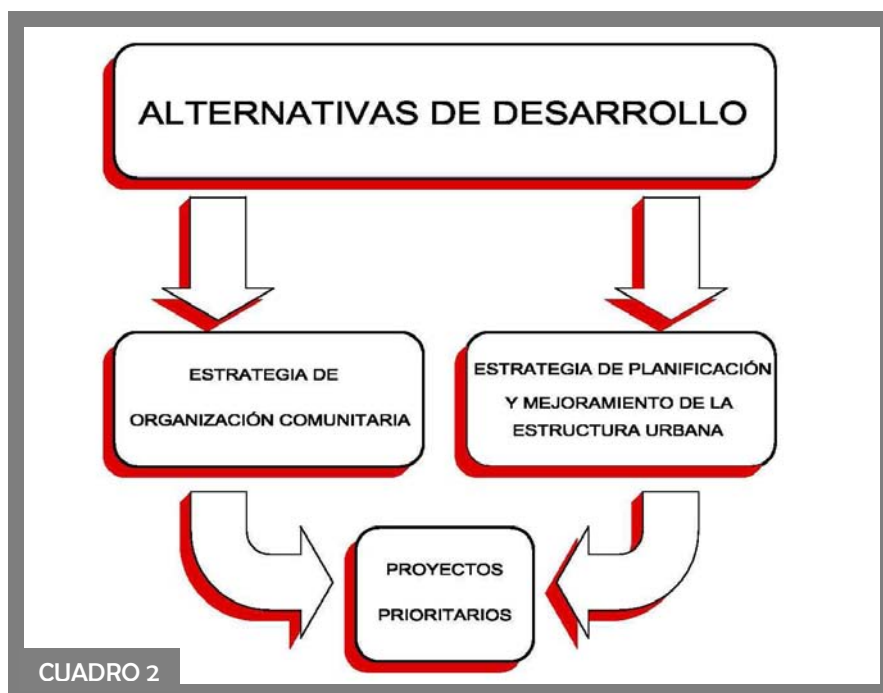 ALTERNATIVAS DE DESARROLLO
ESTRATEGIA DE
ORGANIZACIÓN COMUNITARIA
ESTRATEGIA DE PLANIFICACIÓN
Y MEJORAMIENTO DE LA
ESTRUCTURA URBANA
PROYECTOS
PRIORITARIOS
CUADRO 2